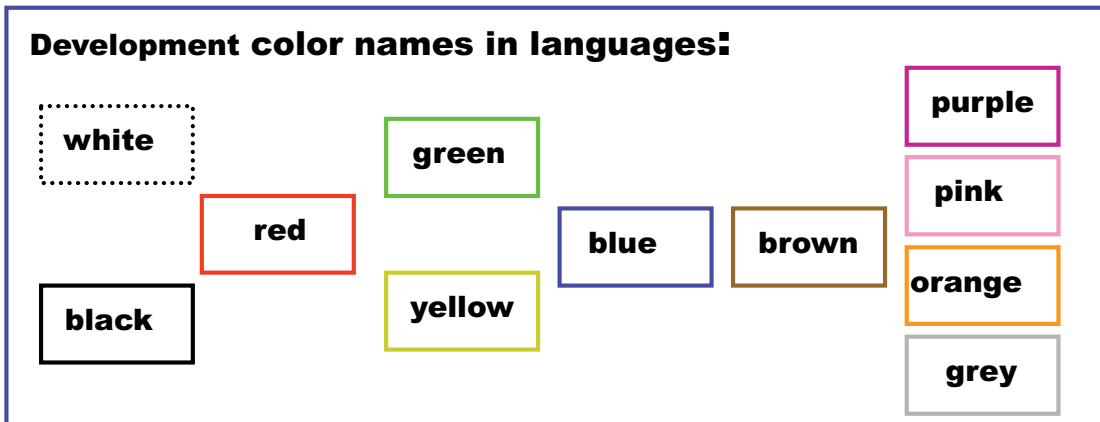 Development color names in languages:
white
black
red
green
yellow
blue
brown
purple
pink
orange
grey